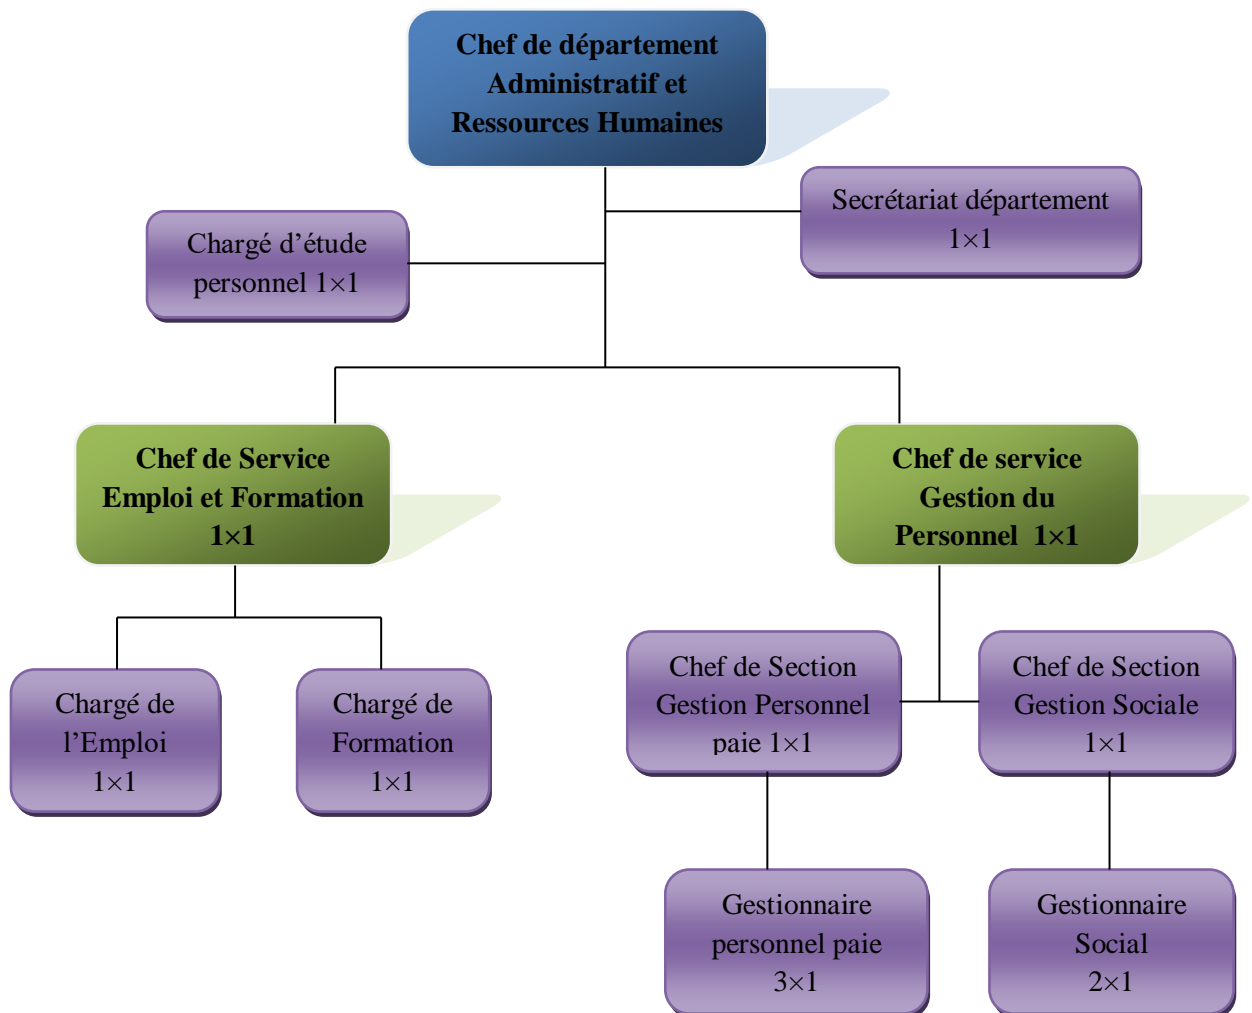 Chef de département
Administratif et
Ressources Humaines
Secrétariat département
1×1
Chargé d’étude
personnel 1×1
Chef de Service
Emploi et Formation
1×1
Chef de service
Gestion du
Personnel 1×1
Chargé de
l’Emploi
1×1
Chargé de
Formation
1×1
Chef de Section
Gestion Personnel
paie 1×1
Chef de Section
Gestion Sociale
1×1
Gestionnaire
personnel paie
3×1
Gestionnaire
Social
2×1